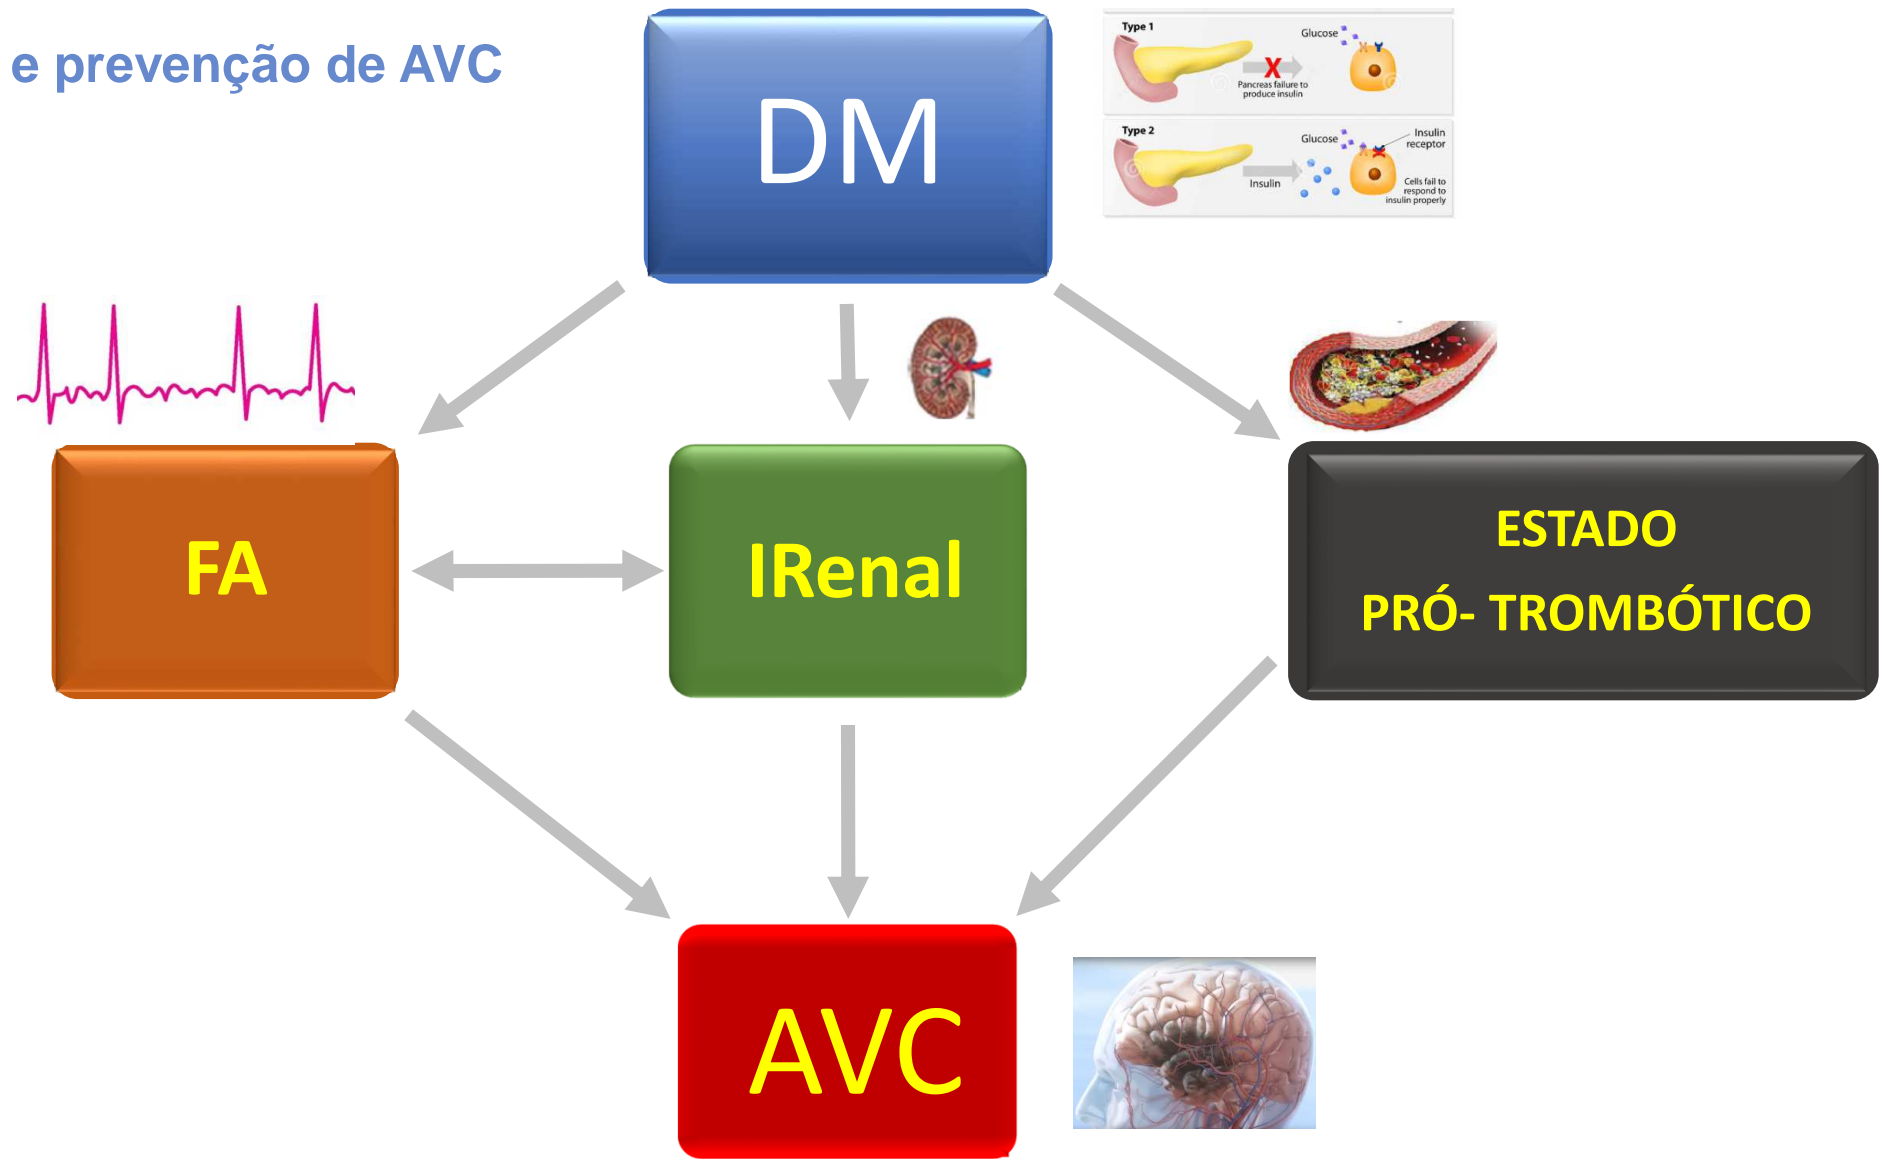 e prevenção de AVC
DM
Type 1
Glucose
Pancreas failure to
produce insulin
Type 2
Glucose
Insulin
receptor
Insulin
Cells fail to
respond to
insulin properly
FA
IRenal
ESTADO
PRÓ- TROMBÓTICO
AVC